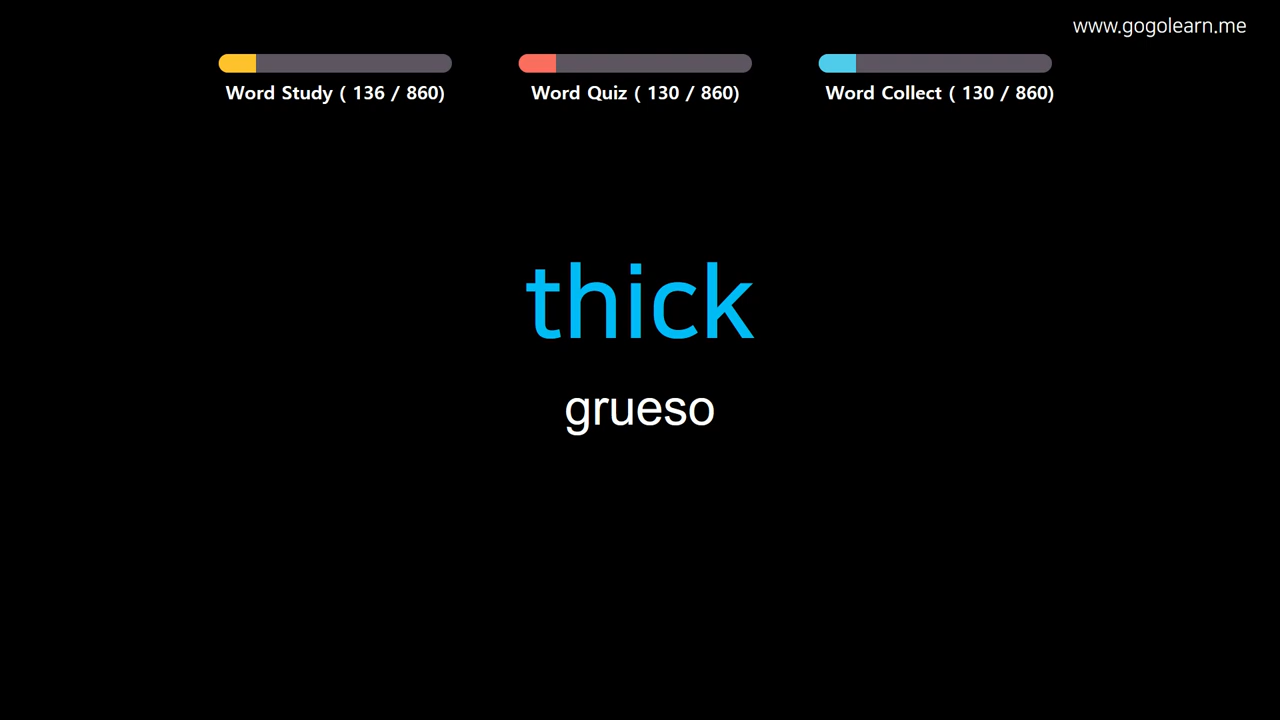 www.gogolearn.me
Word Study ( 136 / 860)
Word Quiz ( 130 / 860)
Word Collect ( 130 / 860)
thick
grueso